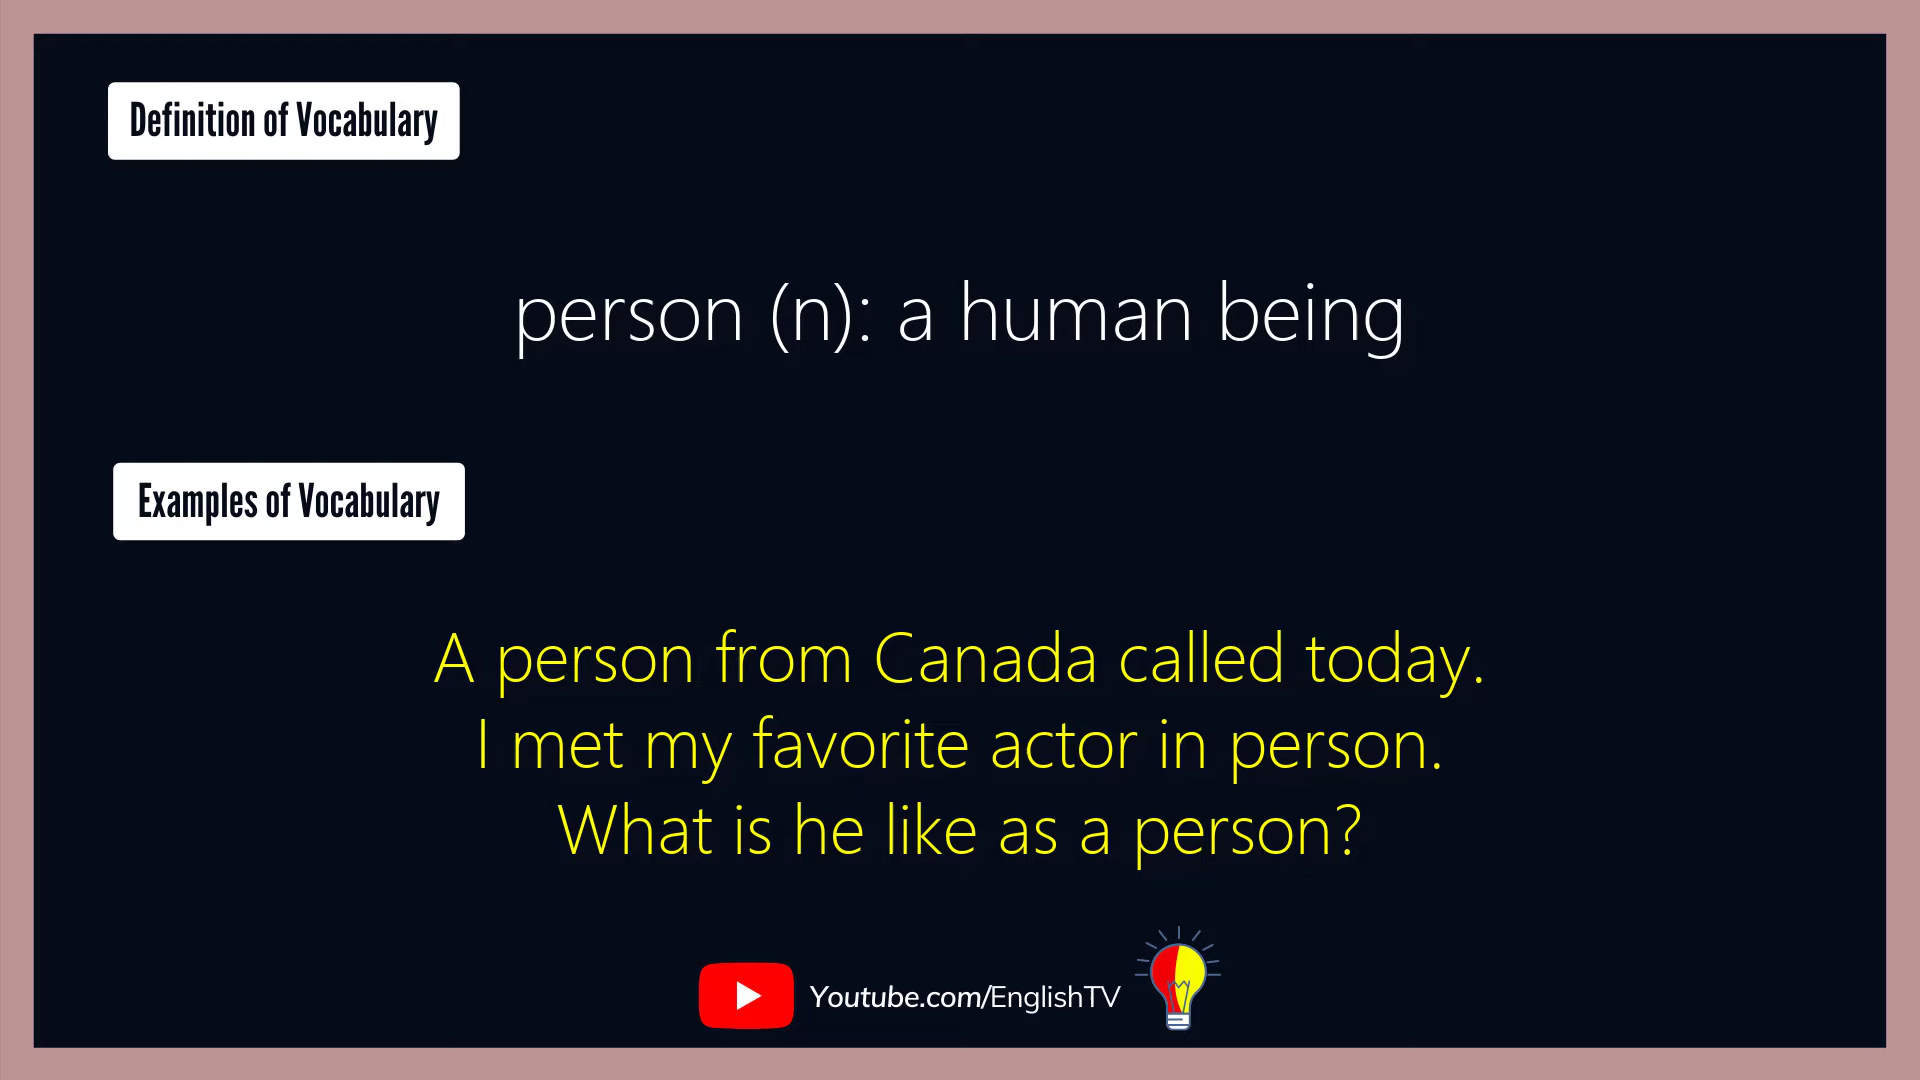 Definition of Vocabulary
person (n): a human being
Examples of Vocabulary
A person from Canada called today.
I met my favorite actor in person.
What is he like as a person?
Youtube.com/EnglishTV